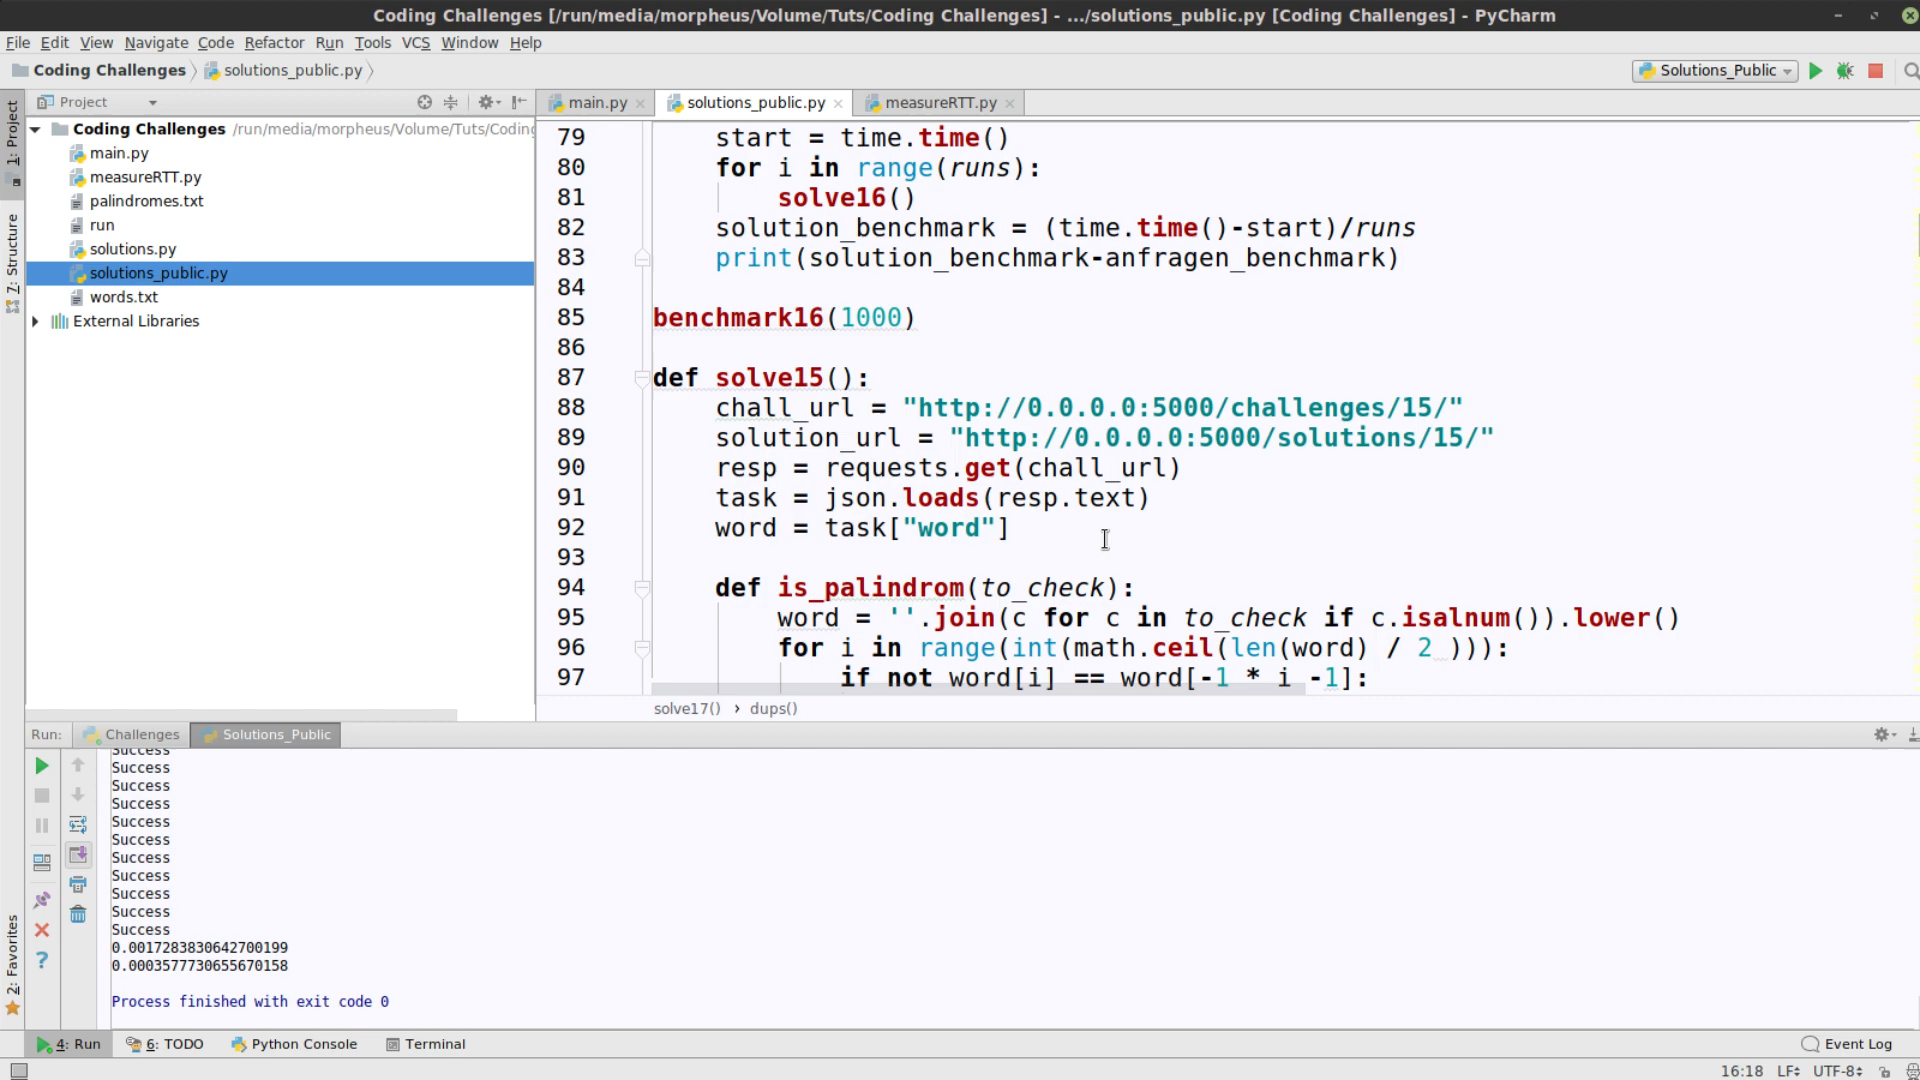 Coding Challenges [/run/media/morpheus/Volume/Tuts/Coding Challenges] - .../solutions_public.py [Coding Challenges] - PyCharm
File Edit View Navigate Code Refactor Run Tools VCS Window Help
Coding Challenges solutions_public.py
Solutions_Public
1: Project
7: Structure
2: Favorites
Project
Coding Challenges /run/media/morpheus/Volume/Tuts/Coding
main.py
measureRTT.py
palindromes.txt
run
solutions.py
solutions_public.py
words.txt
External Libraries
main.py solutions_public.py measureRTT.py
79 start = time.time()
80 for i in range(runs):
81 solve16()
82 solution_benchmark = (time.time()-start)/runs
83 print(solution_benchmark-anfragen_benchmark)
84
85 benchmark16(1000)
86
87 def solve15():
88 chall_url = "http://0.0.0.0:5000/challenges/15/"
89 solution_url = "http://0.0.0.0:5000/solutions/15/"
90 resp = requests.get(chall_url)
91 task = json.loads(resp.text)
92 word = task["word"]
93
94 def is_palindrom(to_check):
95 word = ''.join(c for c in to_check if c.isalnum()).lower()
96 for i in range(int(math.ceil(len(word) / 2 ))):
97 if not word[i] == word[-1 * i -1]:
solve17() › dups()
Run: Challenges Solutions_Public
Success
Success
Success
Success
Success
Success
Success
Success
Success
Success
Success
0.0017283830642700199
0.0003577730655670158
Process finished with exit code 0
4: Run 6: TODO Python Console Terminal Event Log
16:18 LF÷ UTF-8÷